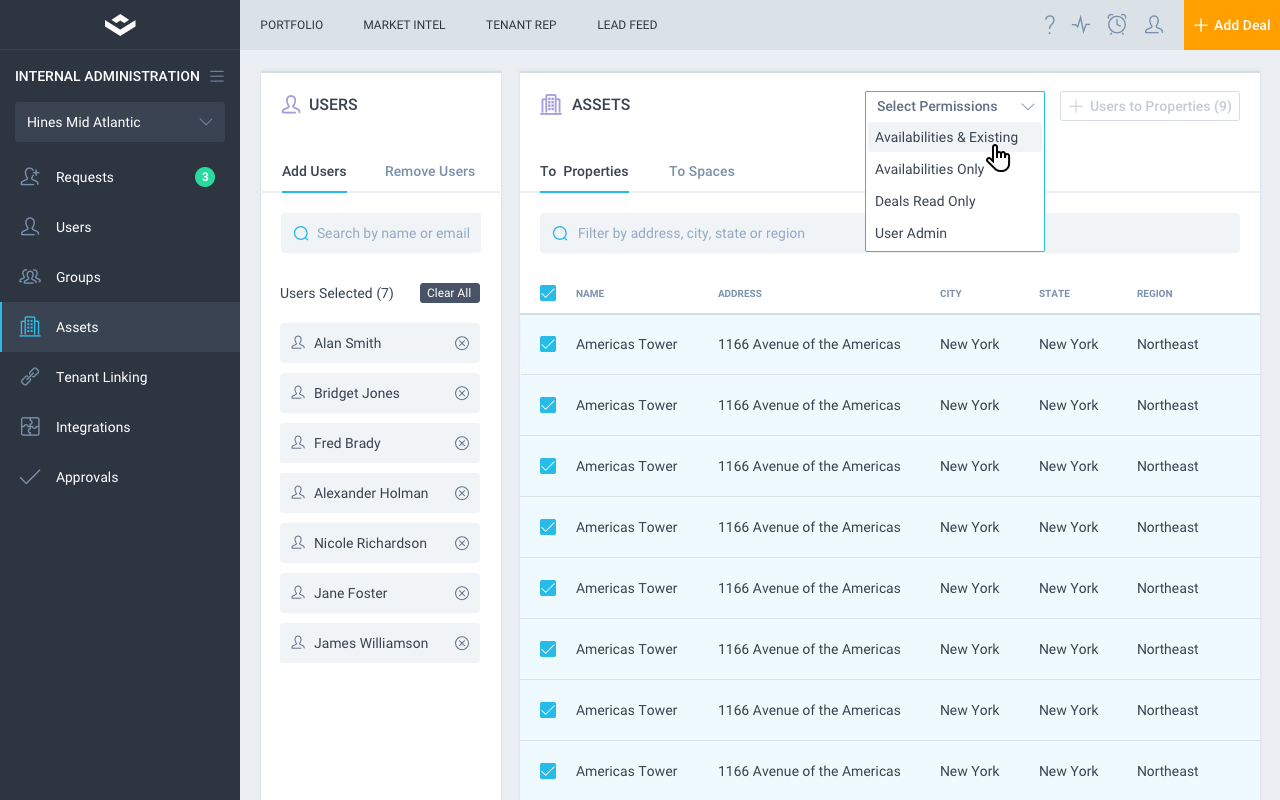 PORTFOLIO MARKET INTEL TENANT REP LEAD FEED ? + Add Deal
INTERNAL ADMINISTRATION
Hines Mid Atlantic
Requests 3
Users
Groups
Assets
Tenant Linking
Integrations
Approvals
USERS
Add Users Remove Users
Search by name or email
Users Selected (7) Clear All
Alan Smith
Bridget Jones
Fred Brady
Alexander Holman
Nicole Richardson
Jane Foster
James Williamson
ASSETS
Select Permissions
+ Users to Properties (9)
Availabilities & Existing
Availabilities Only
Deals Read Only
User Admin
To Properties To Spaces
Filter by address, city, state or region
NAME ADDRESS CITY STATE REGION
Americas Tower 1166 Avenue of the Americas New York New York Northeast
Americas Tower 1166 Avenue of the Americas New York New York Northeast
Americas Tower 1166 Avenue of the Americas New York New York Northeast
Americas Tower 1166 Avenue of the Americas New York New York Northeast
Americas Tower 1166 Avenue of the Americas New York New York Northeast
Americas Tower 1166 Avenue of the Americas New York New York Northeast
Americas Tower 1166 Avenue of the Americas New York New York Northeast
Americas Tower 1166 Avenue of the Americas New York New York Northeast